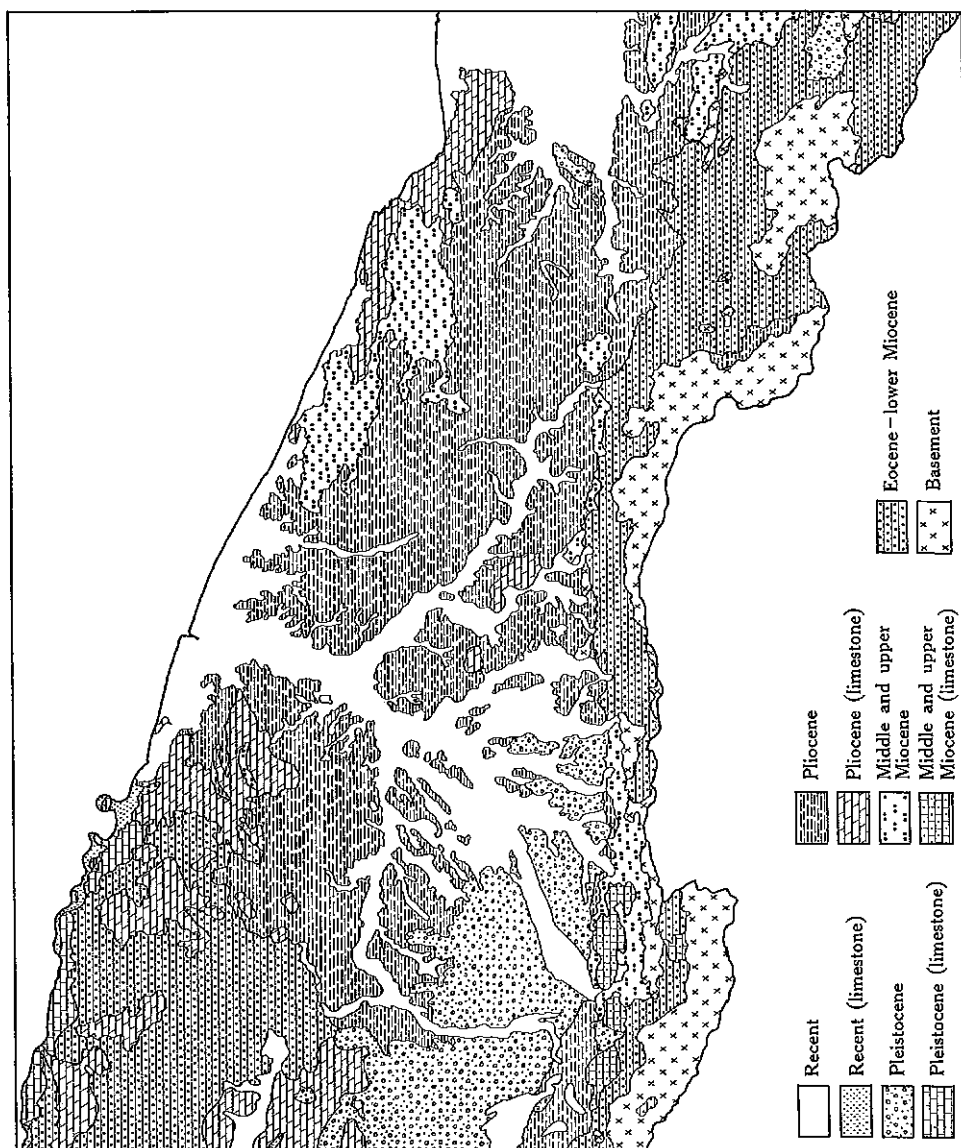 Recent
Recent (limestone)
Pleistocene
Pleistocene (limestone)
Pliocene
Pliocene (limestone)
Middle and upper
Miocene
Middle and upper
Miocene (limestone)
Eocene-lower Miocene
Basement